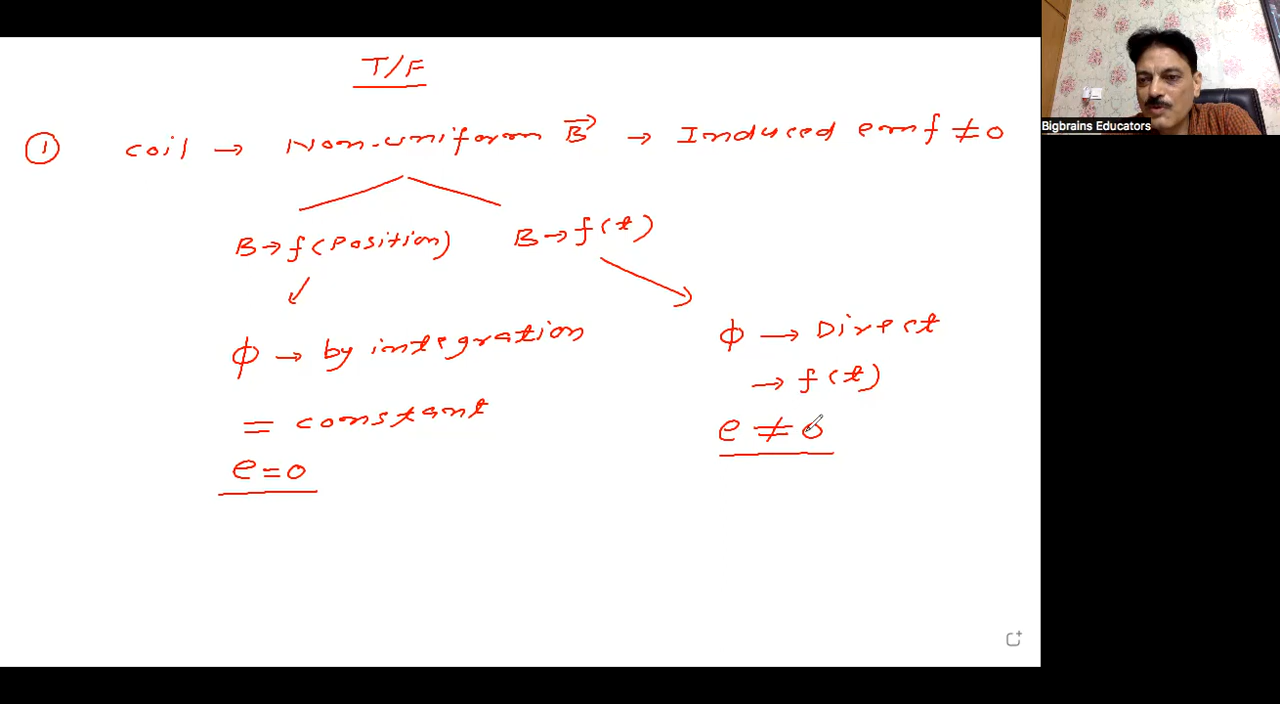 T/F
① coil → Non-uniform B⃗ → Induced emf ≠ 0
B → f(Position)
B → f(t)
ϕ → by integration
= constant
e = 0
ϕ → Direct
→ f(t)
e ≠ 0
Bigbrains Educators